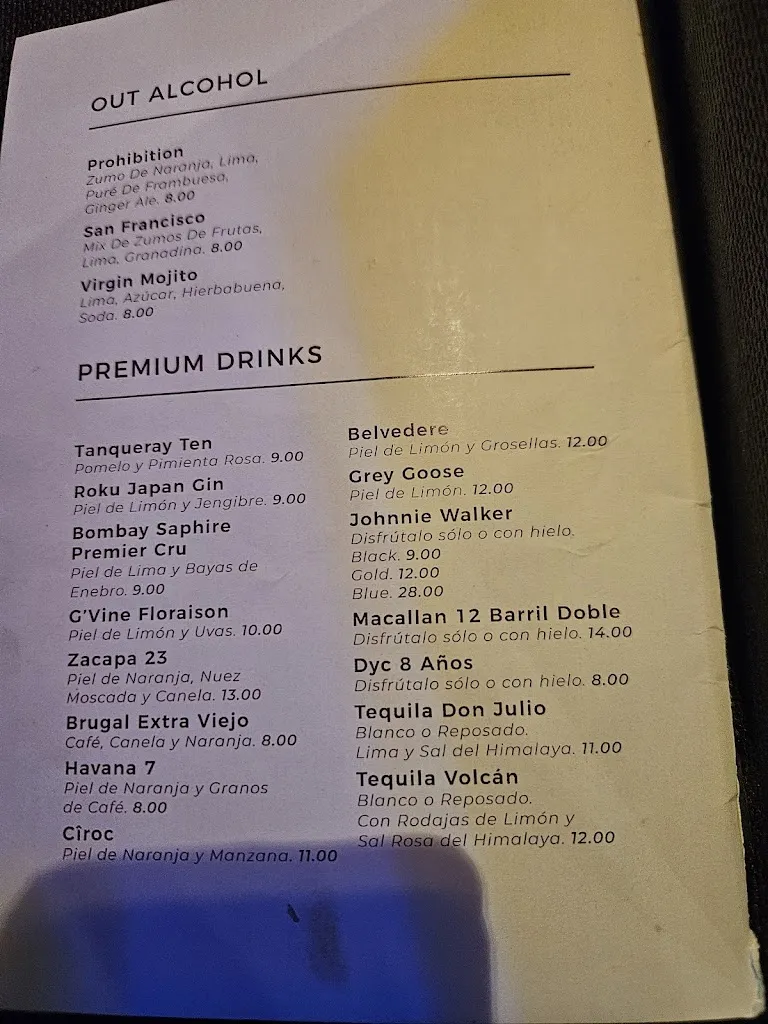 OUT ALCOHOL
Prohibition
Zumo De Naranja, Lima,
Puré De Frambuesa,
Ginger Ale. 8.00
San Francisco
Mix De Zumos De Frutas,
Lima, Granadina. 8.00
Virgin Mojito
Lima, Azúcar, Hierbabuena,
Soda. 8.00
PREMIUM DRINKS
Tanqueray Ten
Pomelo y Pimienta Rosa. 9.00
Roku Japan Gin
Piel de Limón y Jengibre. 9.00
Bombay Saphire
Premier Cru
Piel de Lima y Bayas de
Enebro. 9.00
G'Vine Floraison
Piel de Limón y Uvas. 10.00
Zacapa 23
Piel de Naranja, Nuez
Moscada y Canela. 13.00
Brugal Extra Viejo
Café, Canela y Naranja. 8.00
Havana 7
Piel de Naranja y Granos
de Café. 8.00
Cîroc
Piel de Naranja y Manzana. 11.00
Belvedere
Piel de Limón y Grosellas. 12.00
Grey Goose
Piel de Limón. 12.00
Johnnie Walker
Disfrútalo sólo o con hielo.
Black. 9.00
Gold. 12.00
Blue. 28.00
Macallan 12 Barril Doble
Disfrútalo sólo o con hielo. 14.00
Dyc 8 Años
Disfrútalo sólo o con hielo. 8.00
Tequila Don Julio
Blanco o Reposado.
Lima y Sal del Himalaya. 11.00
Tequila Volcán
Blanco o Reposado.
Con Rodajas de Limón y
Sal Rosa del Himalaya. 12.00